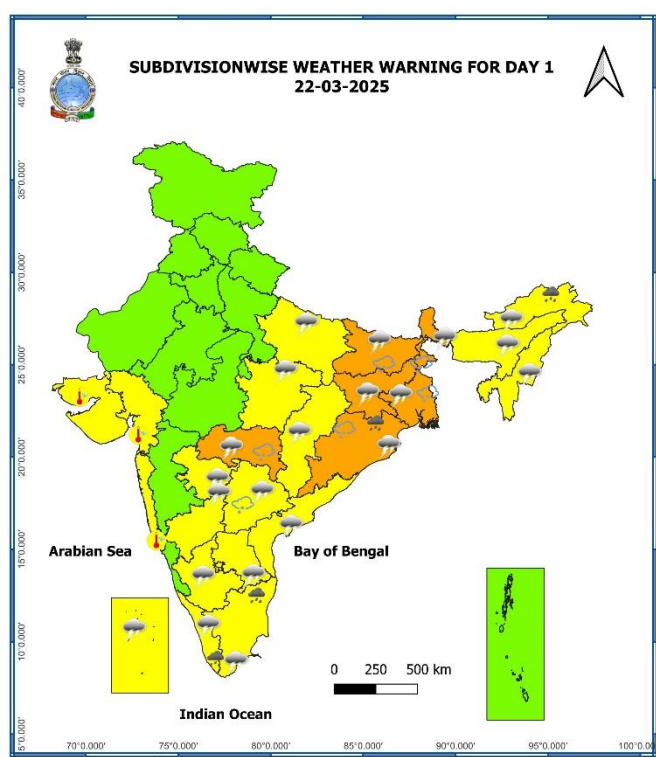 SUBDIVISIONWISE WEATHER WARNING FOR DAY 1
22-03-2025
40°0.000'
35°0.000'
30°0.000'
25°0.000'
20°0.000'
15°0.000'
10°0.000'
5°0.000'
Arabian Sea
Bay of Bengal
0 250 500 km
Indian Ocean
70°0.000' 75°0.000' 80°0.000' 85°0.000' 90°0.000' 95°0.000' 100°0.00